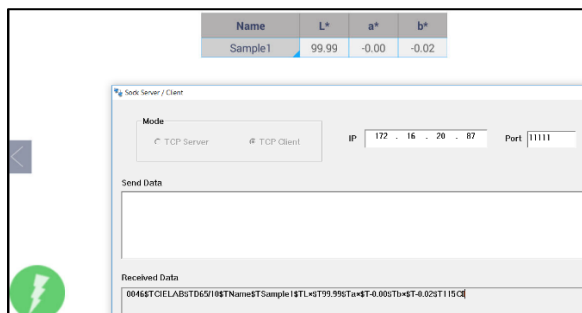 Name L* a* b*
Sample1 99.99 -0.00 -0.02
Sock Server / Client
Mode
TCP Server TCP Client
IP 172 . 16 . 20 . 87 Port 11111
Send Data
Received Data
0046$TCIELAB$TD65/10$TName$TSample1$TL*$T99.99$Ta*$T-0.00$Tb*$T-0.02$T115C$